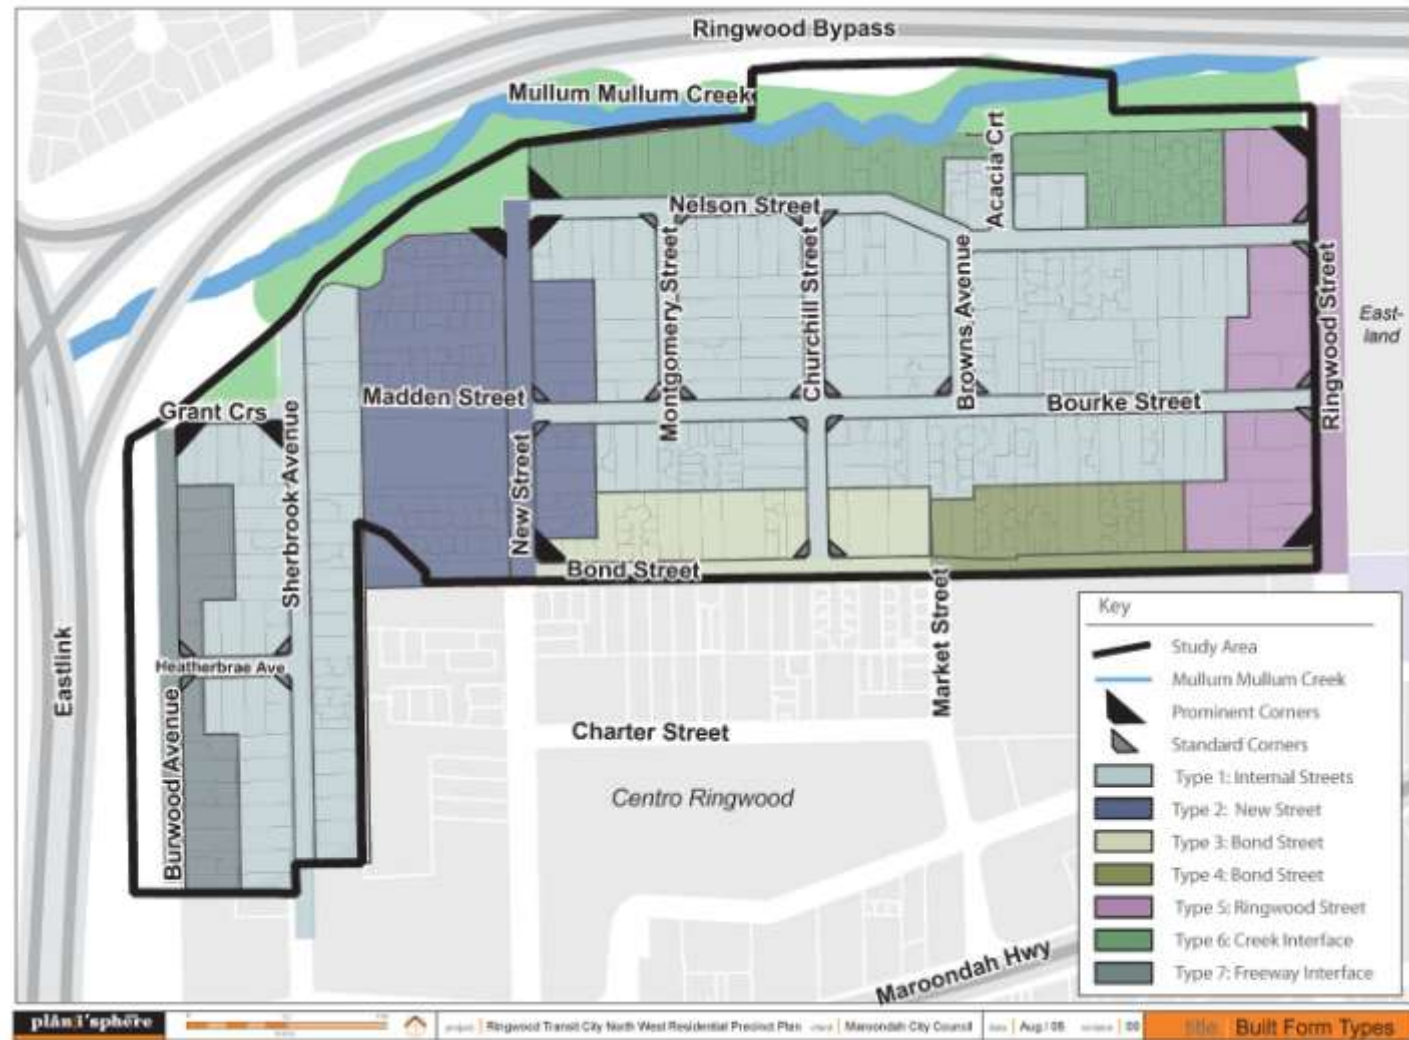 Ringwood Bypass
Mullum Mullum Creek
Acacia Crt
Nelson Street
Montgomery Street
Churchill Street
Browns Avenue
Ringwood Street
East-
land
Madden Street
Bourke Street
Grant Crs
Sherbrook Avenue
New Street
Bond Street
Market Street
Heatherbrae Ave
Eastlink
Burwood Avenue
Charter Street
Centro Ringwood
Maroondah Hwy
Key
Study Area
Mullum Mullum Creek
Prominent Corners
Standard Corners
Type 1: Internal Streets
Type 2: New Street
Type 3: Bond Street
Type 4: Bond Street
Type 5: Ringwood Street
Type 6: Creek Interface
Type 7: Freeway Interface
plan'i'sphere
project Ringwood Transit City North West Residential Precinct Plan client Maroondah City Council
title: Built Form Types